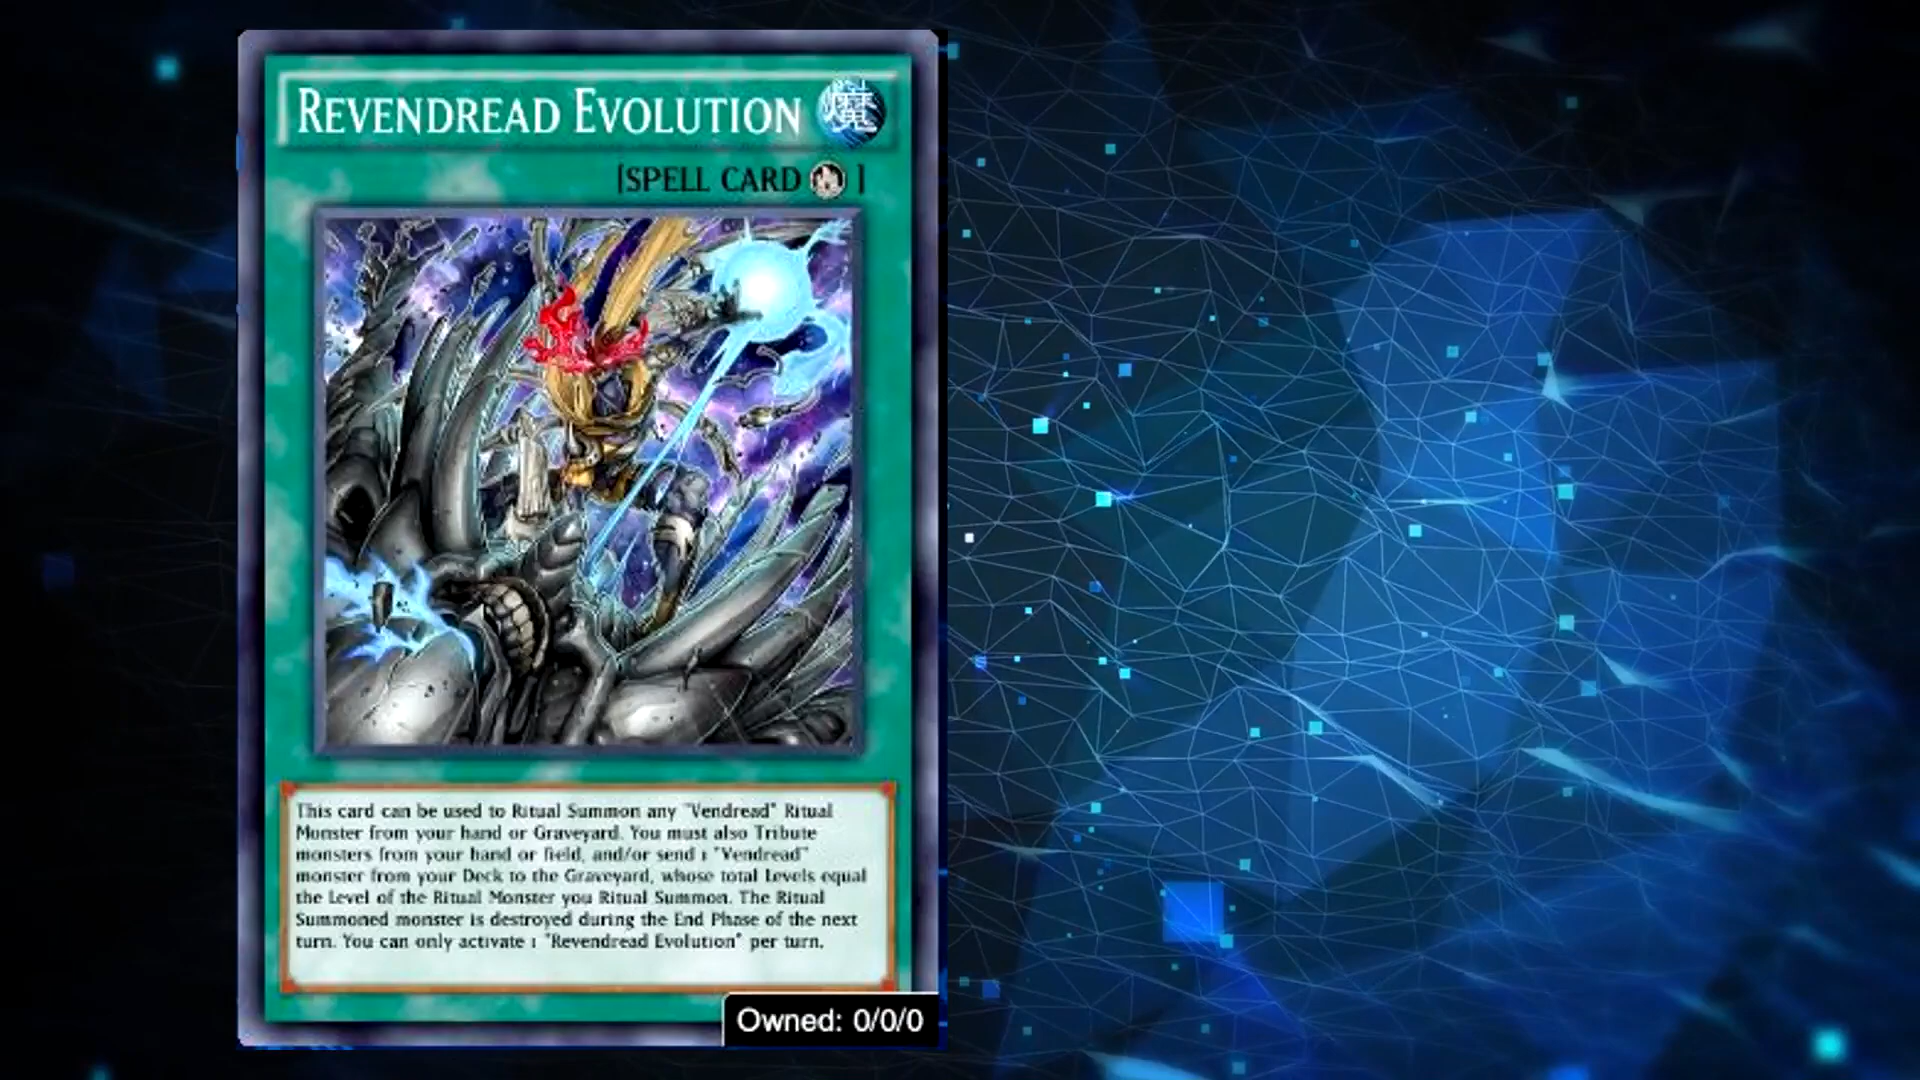 REVENDREAD EVOLUTION 魔
[SPELL CARD ]
This card can be used to Ritual Summon any "Vendread" Ritual
Monster from your hand or Graveyard. You must also Tribute
monsters from your hand or field, and/or send 1 "Vendread"
monster from your Deck to the Graveyard, whose total Levels equal
the Level of the Ritual Monster you Ritual Summon. The Ritual
Summoned monster is destroyed during the End Phase of the next
turn. You can only activate 1 "Revendread Evolution" per turn.
Owned: 0/0/0